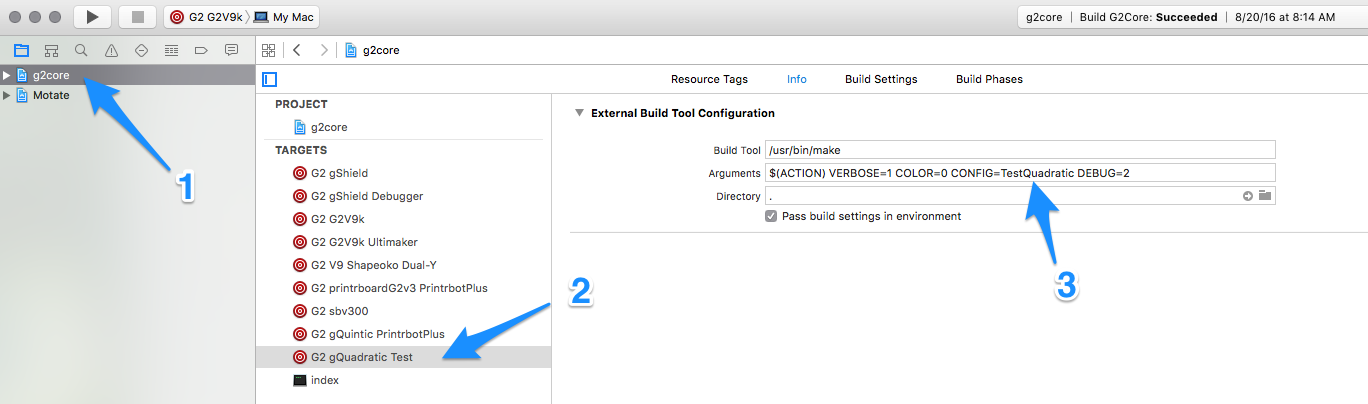 G2 G2V9k My Mac
g2core | Build G2Core: Succeeded | 8/20/16 at 8:14 AM
g2core
g2core
Motate
1
Resource Tags Info Build Settings Build Phases
PROJECT
g2core
TARGETS
G2 gShield
G2 gShield Debugger
G2 G2V9k
G2 G2V9k Ultimaker
G2 V9 Shapeoko Dual-Y
G2 printrboardG2v3 PrintrbotPlus
G2 sbv300
G2 gQuintic PrintrbotPlus
G2 gQuadratic Test
index
2
External Build Tool Configuration
Build Tool /usr/bin/make
Arguments $(ACTION) VERBOSE=1 COLOR=0 CONFIG=TestQuadratic DEBUG=2
Directory .
Pass build settings in environment
3